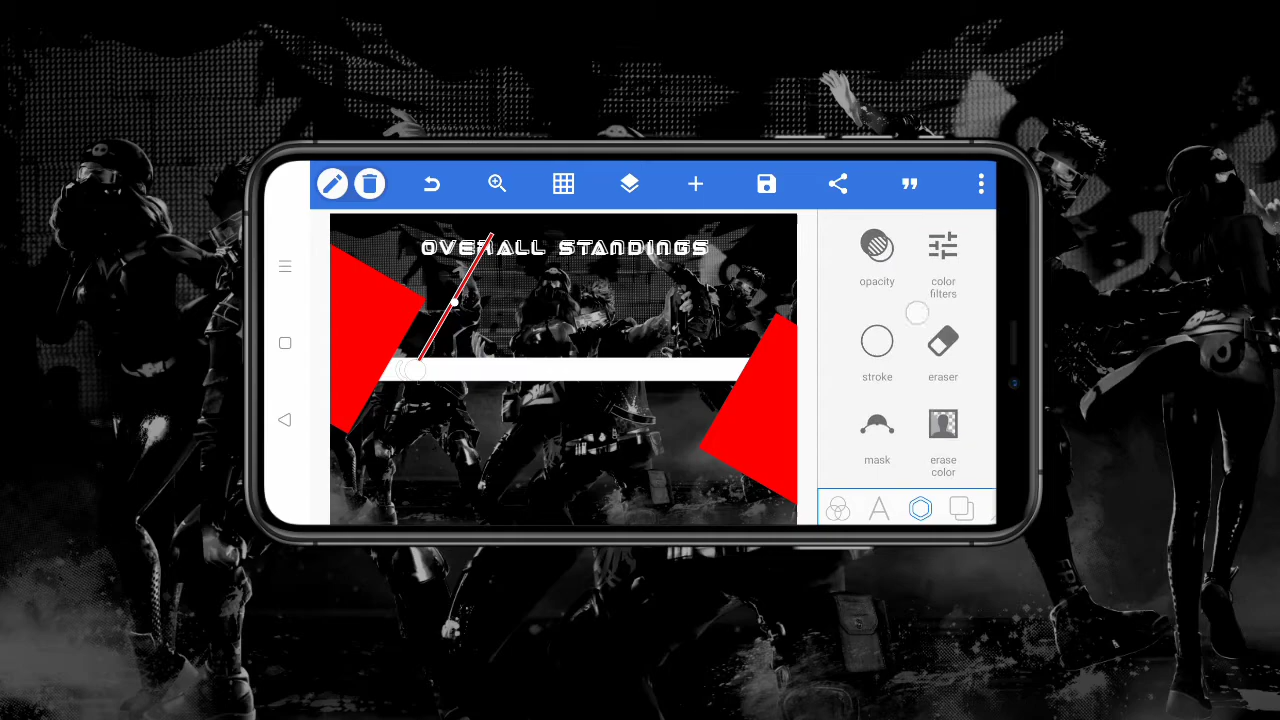 OVERALL STANDINGS
opacity
color
filters
stroke
eraser
mask
erase
color